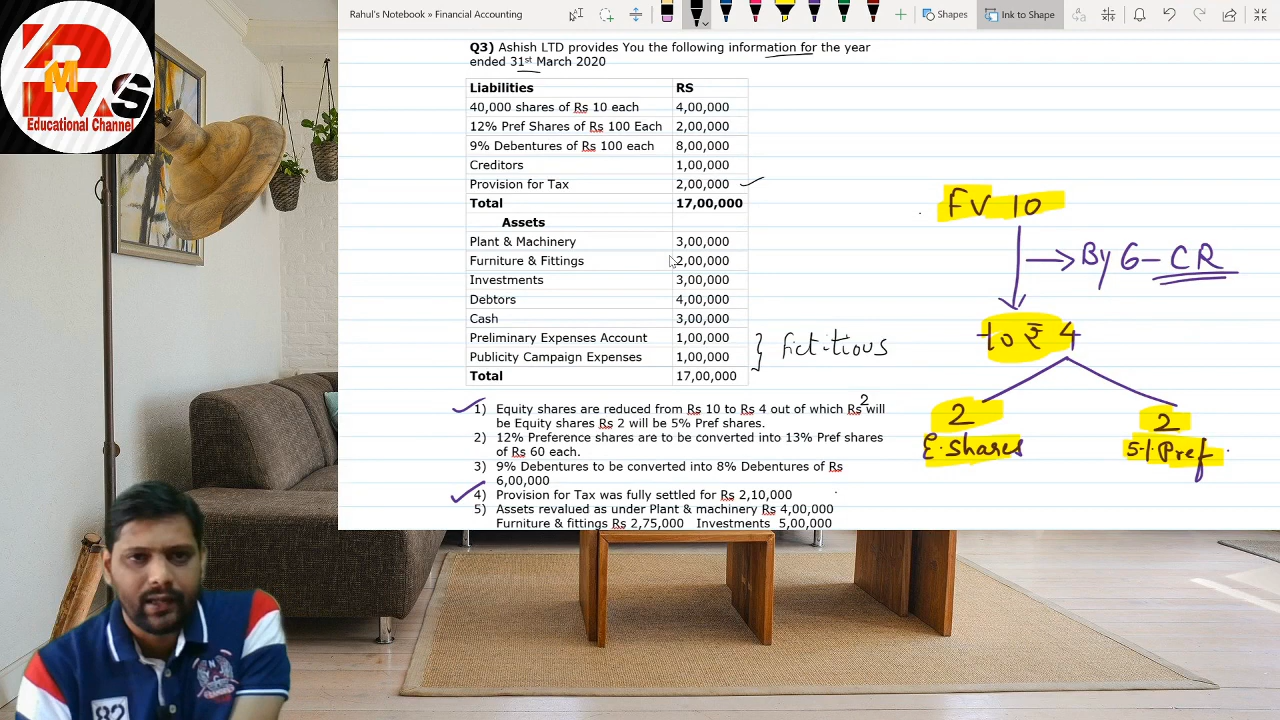 RMS
Educational Channel
Rahul's Notebook » Financial Accounting
Shapes
Ink to Shape
Q3) Ashish LTD provides You the following information for the year
ended 31st March 2020
Liabilities RS
40,000 shares of Rs 10 each 4,00,000
12% Pref Shares of Rs 100 Each 2,00,000
9% Debentures of Rs 100 each 8,00,000
Creditors 1,00,000
Provision for Tax 2,00,000
Total 17,00,000
Assets
Plant & Machinery 3,00,000
Furniture & Fittings 2,00,000
Investments 3,00,000
Debtors 4,00,000
Cash 3,00,000
Preliminary Expenses Account 1,00,000
Publicity Campaign Expenses 1,00,000
Total 17,00,000
fictitious
1) Equity shares are reduced from Rs 10 to Rs 4 out of which Rs 2 will
be Equity shares Rs 2 will be 5% Pref shares.
2) 12% Preference shares are to be converted into 13% Pref shares
of Rs 60 each.
3) 9% Debentures to be converted into 8% Debentures of Rs
6,00,000
4) Provision for Tax was fully settled for Rs 2,10,000
5) Assets revalued as under Plant & machinery Rs 4,00,000
Furniture & fittings Rs 2,75,000 Investments 5,00,000
FV 10
By 6 - CR
to ₹ 4
2 2
E.shares 5% Pref
82